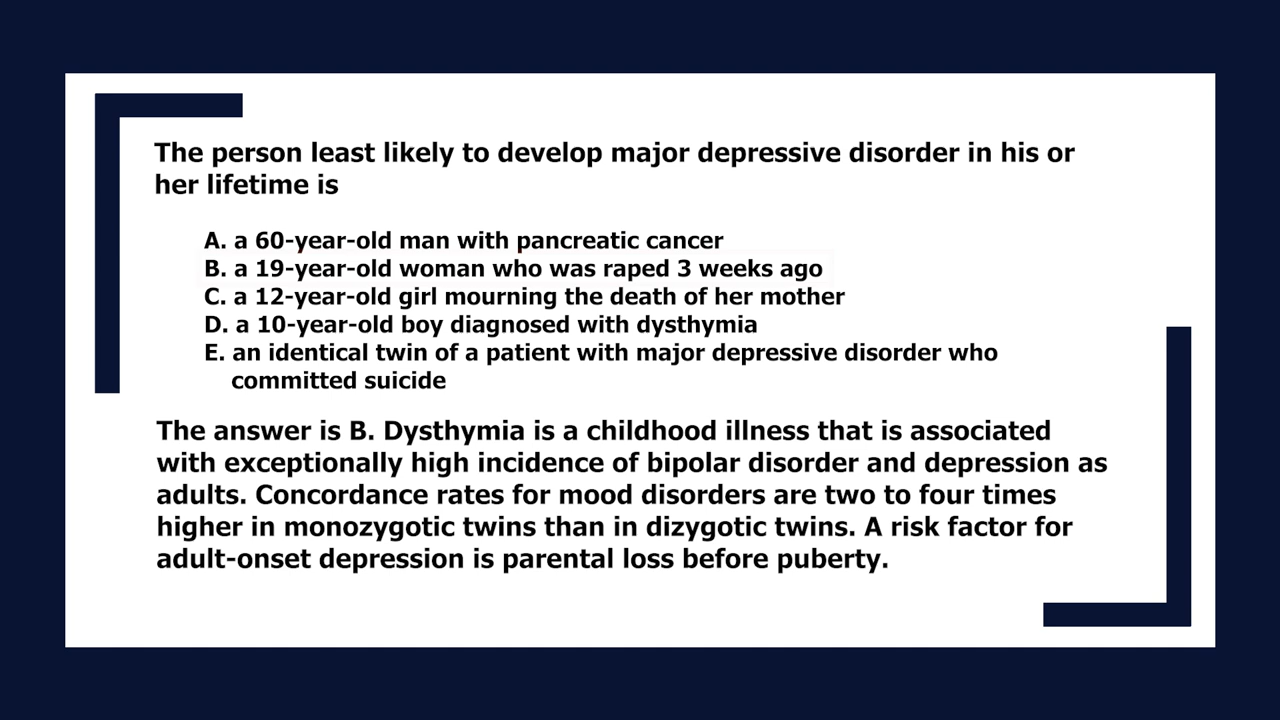 The person least likely to develop major depressive disorder in his or
her lifetime is
A. a 60-year-old man with pancreatic cancer
B. a 19-year-old woman who was raped 3 weeks ago
C. a 12-year-old girl mourning the death of her mother
D. a 10-year-old boy diagnosed with dysthymia
E. an identical twin of a patient with major depressive disorder who
committed suicide
The answer is B. Dysthymia is a childhood illness that is associated
with exceptionally high incidence of bipolar disorder and depression as
adults. Concordance rates for mood disorders are two to four times
higher in monozygotic twins than in dizygotic twins. A risk factor for
adult-onset depression is parental loss before puberty.